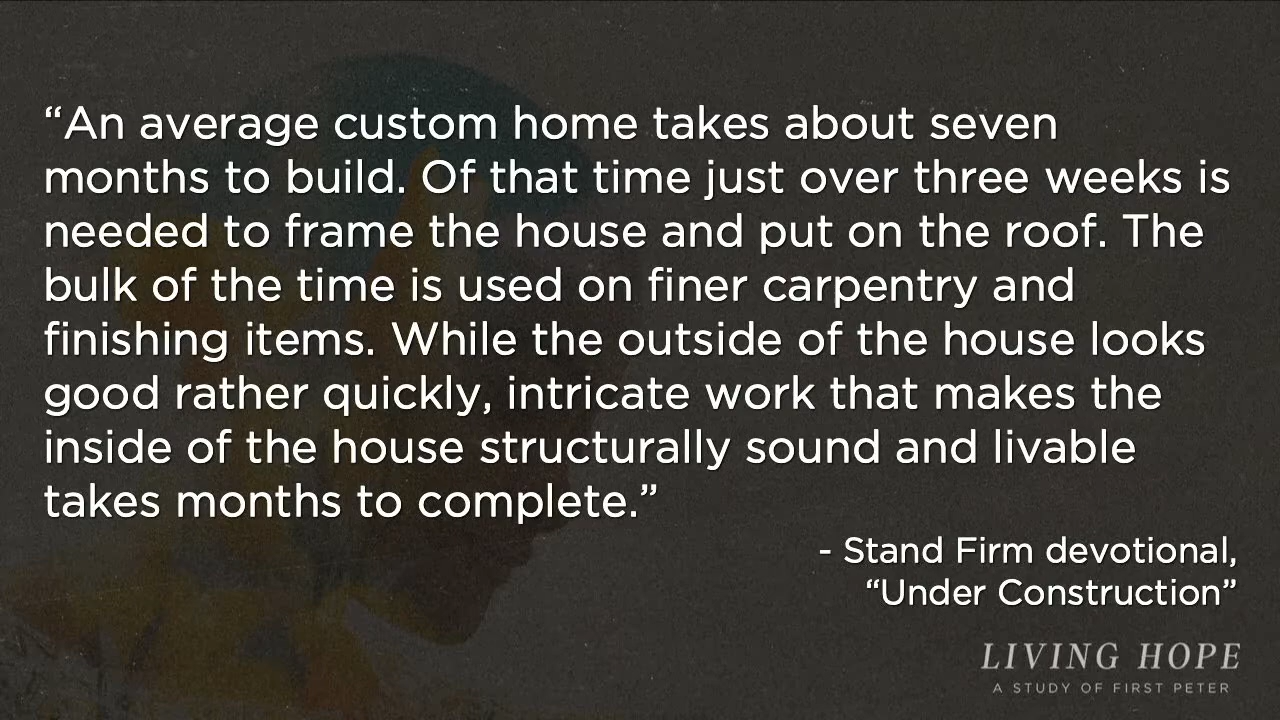 “An average custom home takes about seven
months to build. Of that time just over three weeks is
needed to frame the house and put on the roof. The
bulk of the time is used on finer carpentry and
finishing items. While the outside of the house looks
good rather quickly, intricate work that makes the
inside of the house structurally sound and livable
takes months to complete.”
- Stand Firm devotional,
“Under Construction”
LIVING HOPE
A STUDY OF FIRST PETER